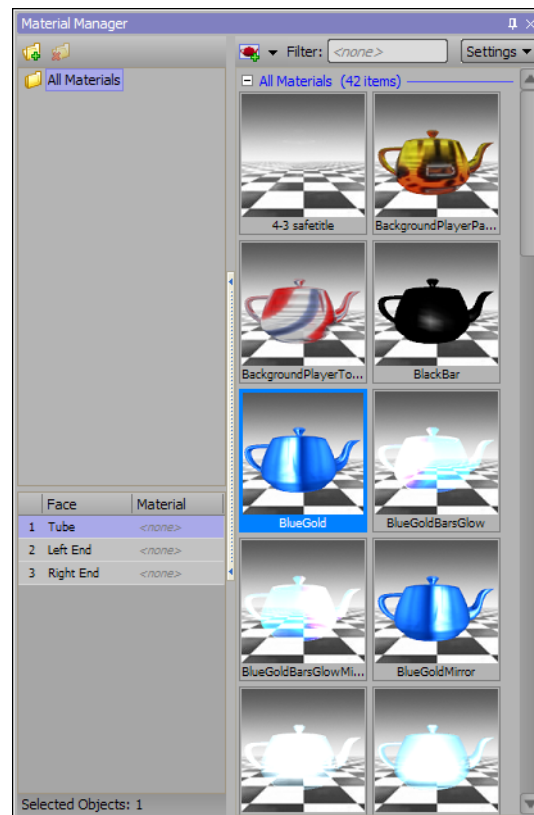 Material Manager
Filter: <none> Settings
All Materials
All Materials (42 items)
4-3 safetitle
BackgroundPlayerPa...
BackgroundPlayerTo...
BlackBar
BlueGold
BlueGoldBarsGlow
BlueGoldBarsGlowMi...
BlueGoldMirror
Face Material
1 Tube <none>
2 Left End <none>
3 Right End <none>
Selected Objects: 1